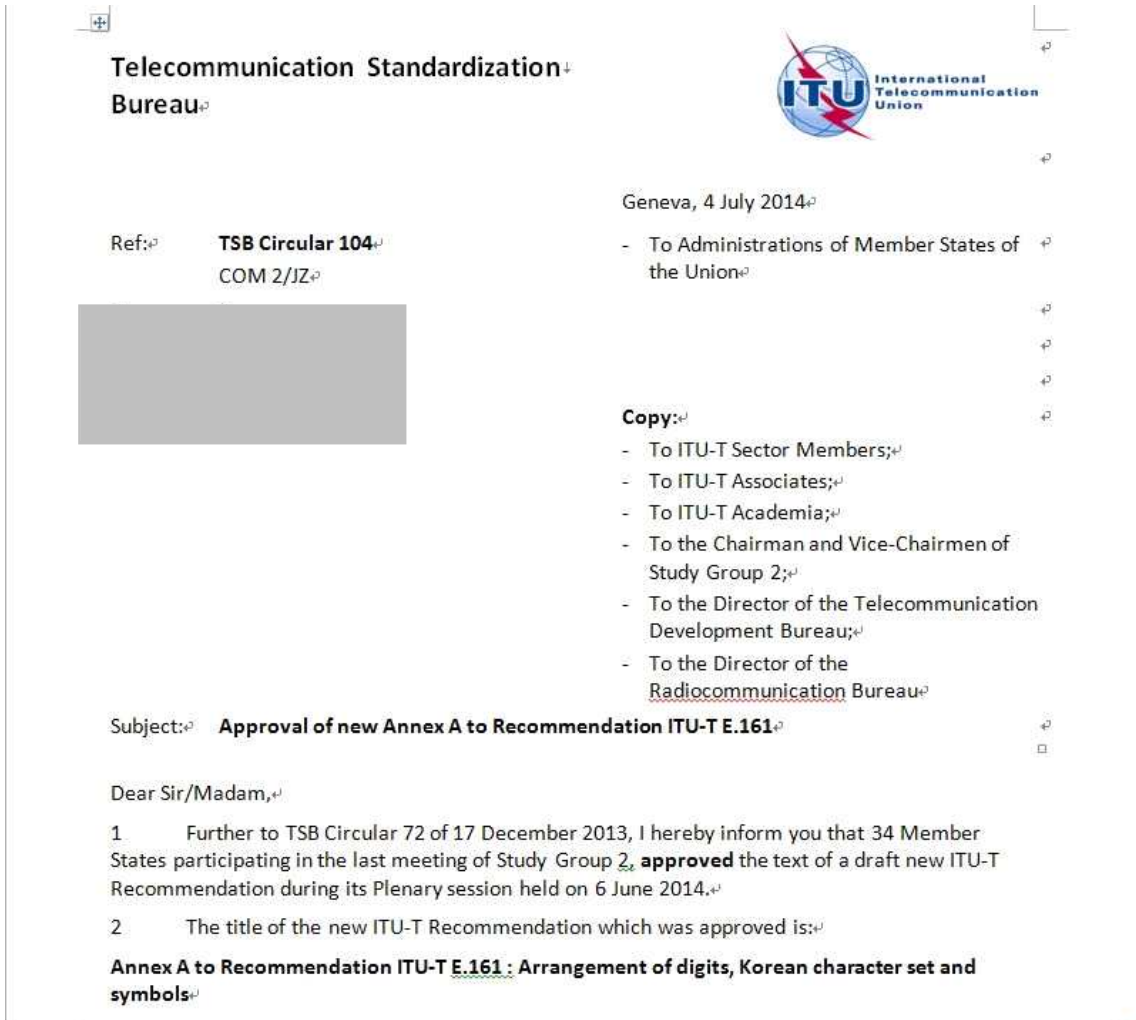 Telecommunication Standardization
Bureau
ITU
International
Telecommunication
Union
Geneva, 4 July 2014
Ref: TSB Circular 104
COM 2/JZ
- To Administrations of Member States of
the Union
Copy:
- To ITU-T Sector Members;
- To ITU-T Associates;
- To ITU-T Academia;
- To the Chairman and Vice-Chairmen of
Study Group 2;
- To the Director of the Telecommunication
Development Bureau;
- To the Director of the
Radiocommunication Bureau
Subject: Approval of new Annex A to Recommendation ITU-T E.161
Dear Sir/Madam,
1 Further to TSB Circular 72 of 17 December 2013, I hereby inform you that 34 Member
States participating in the last meeting of Study Group 2, approved the text of a draft new ITU-T
Recommendation during its Plenary session held on 6 June 2014.
2 The title of the new ITU-T Recommendation which was approved is:
Annex A to Recommendation ITU-T E.161 : Arrangement of digits, Korean character set and
symbols